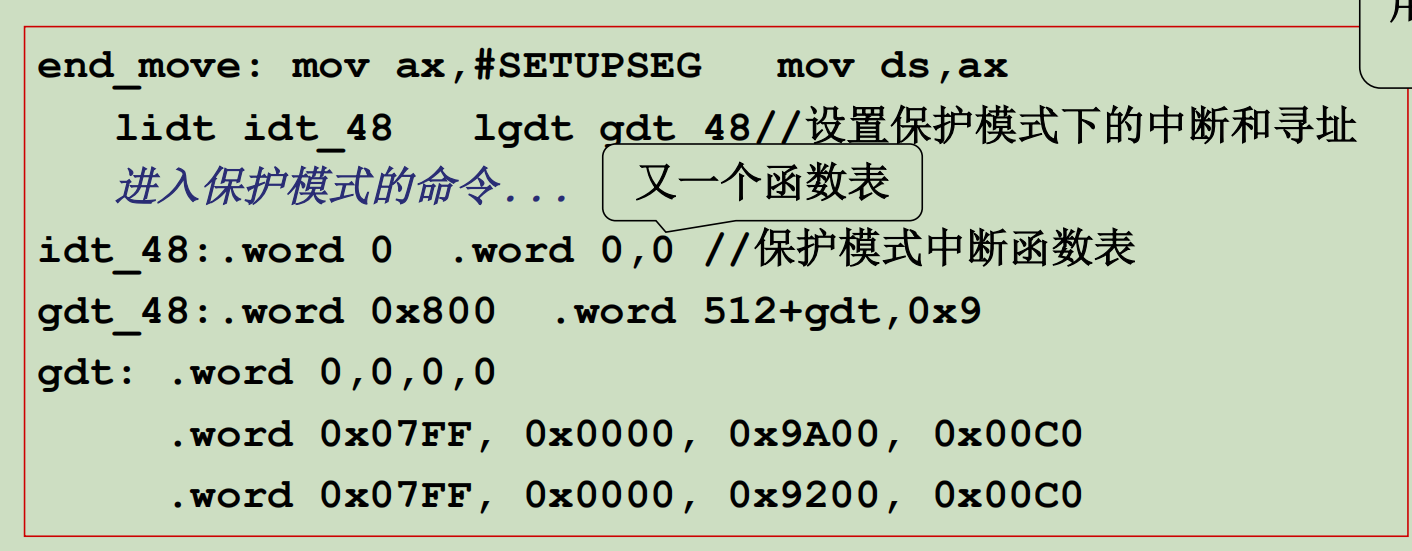 end_move: mov ax,#SETUPSEG   mov ds,ax
lidt idt_48   lgdt gdt_48//设置保护模式下的中断和寻址
进入保护模式的命令...
又一个函数表
idt_48:.word 0  .word 0,0 //保护模式中断函数表
gdt_48:.word 0x800  .word 512+gdt,0x9
gdt: .word 0,0,0,0
.word 0x07FF, 0x0000, 0x9A00, 0x00C0
.word 0x07FF, 0x0000, 0x9200, 0x00C0